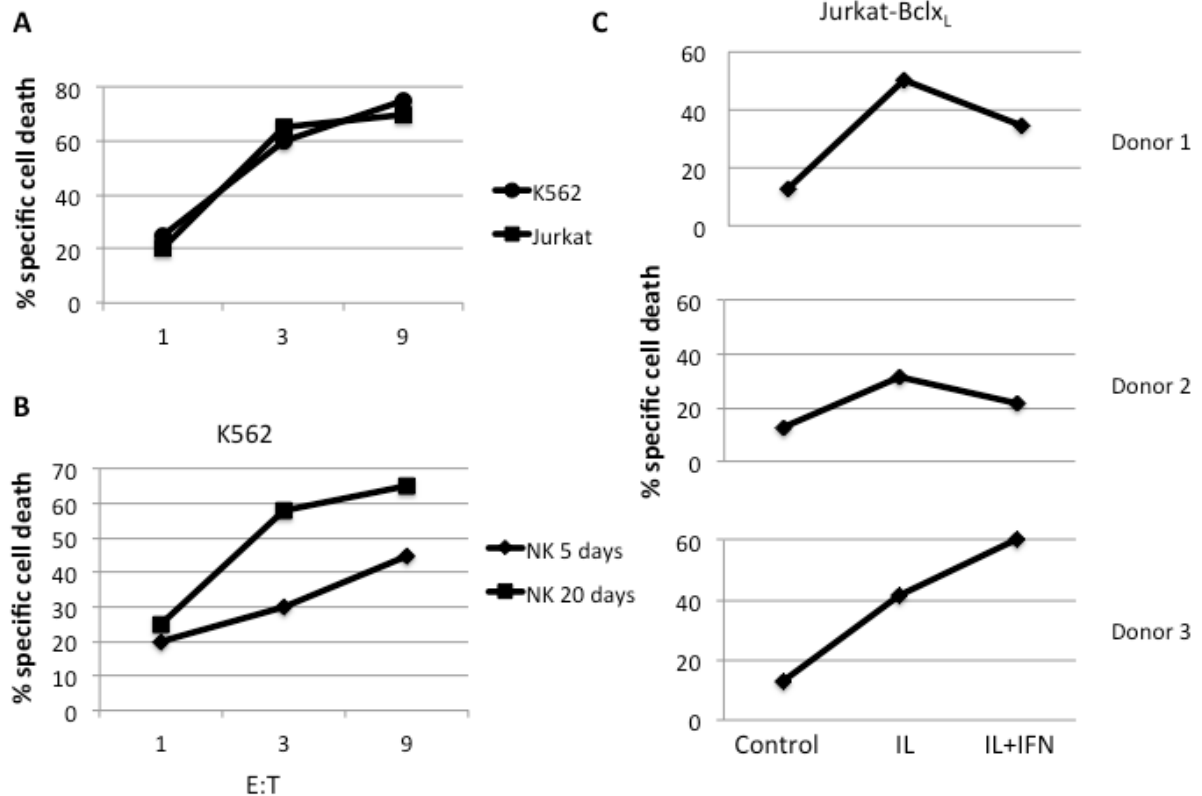 A
% specific cell death
80
60
40
20
0
1 3 9
K562
Jurkat
B
K562
% specific cell death
70
60
50
40
30
20
10
0
1 3 9
E:T
NK 5 days
NK 20 days
C
Jurkat-Bclx_L
% specific cell death
60
40
20
0
Donor 1
60
40
20
0
Donor 2
60
40
20
0
Donor 3
Control IL IL+IFN